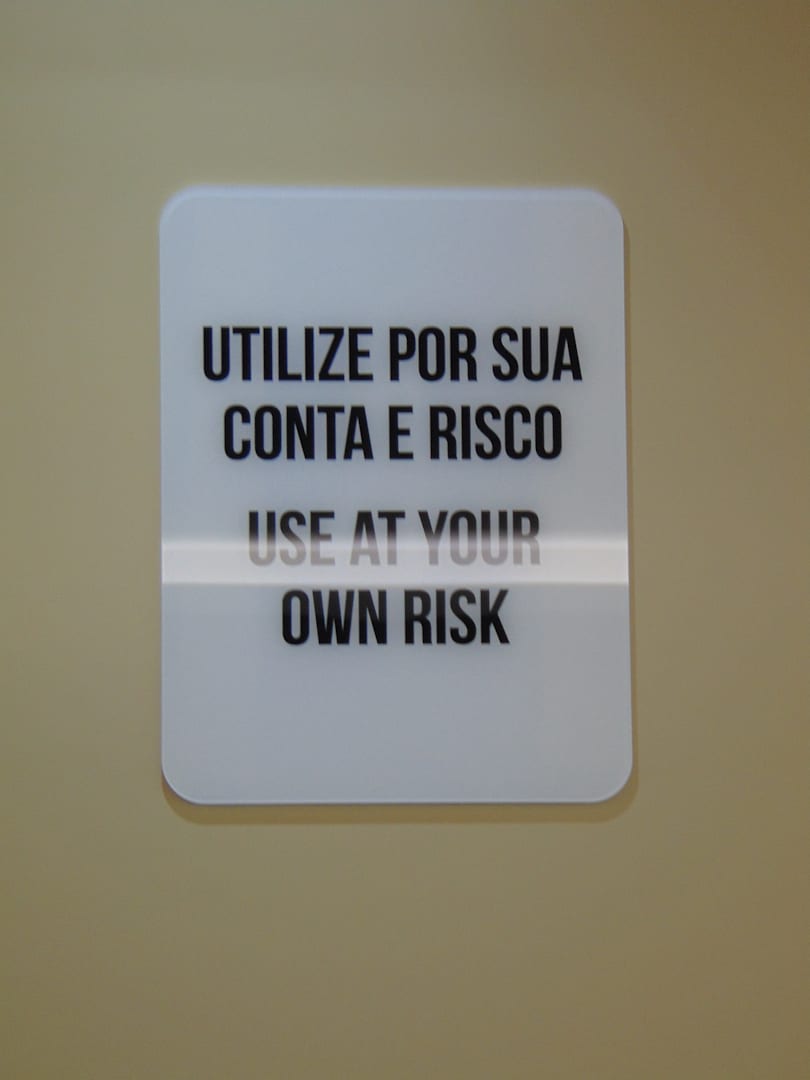 UTILIZE POR SUA
CONTA E RISCO
USE AT YOUR
OWN RISK